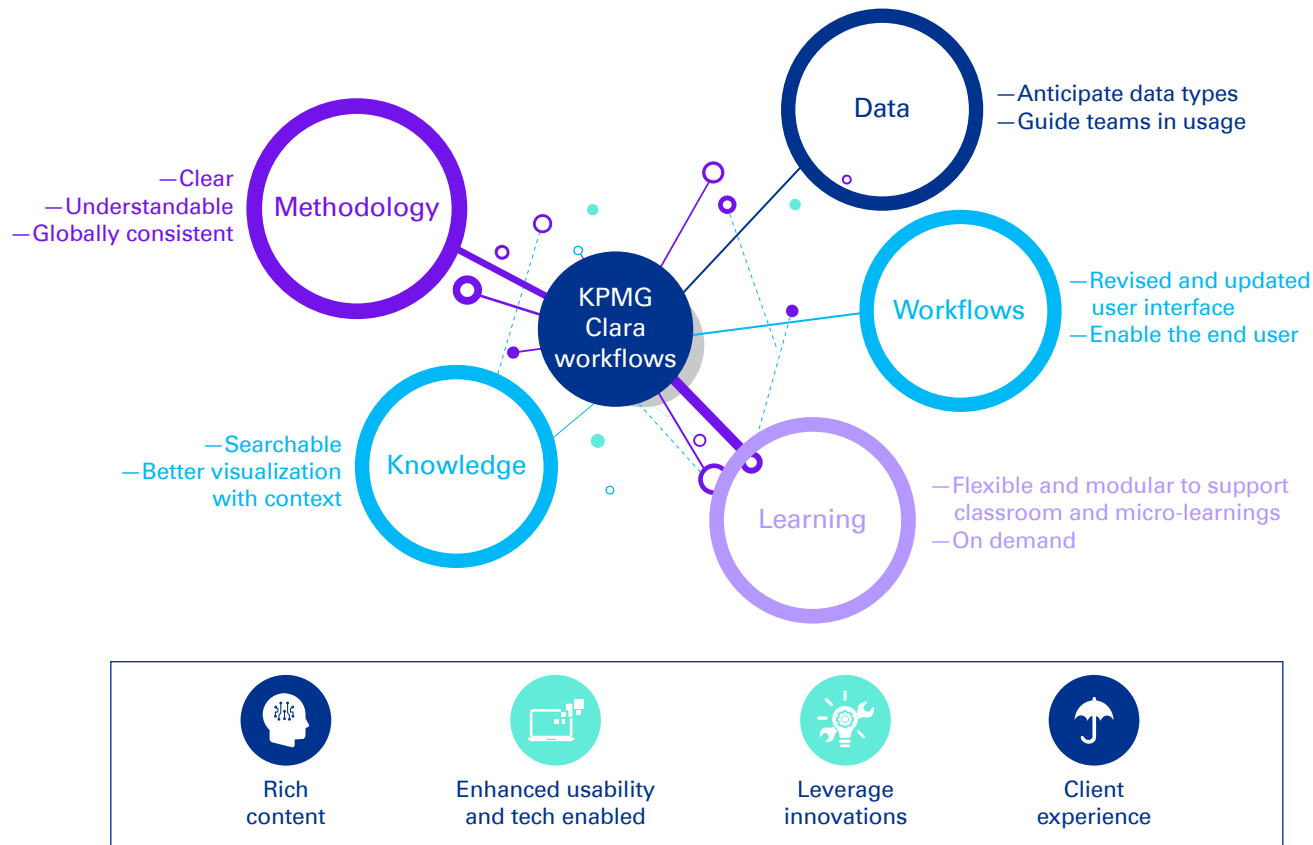 Data
—Anticipate data types
—Guide teams in usage
—Clear
—Understandable
—Globally consistent
Methodology
KPMG
Clara
workflows
Workflows
—Revised and updated
user interface
—Enable the end user
—Searchable
—Better visualization
with context
Knowledge
Learning
—Flexible and modular to support
classroom and micro-learnings
—On demand
Rich
content
Enhanced usability
and tech enabled
Leverage
innovations
Client
experience